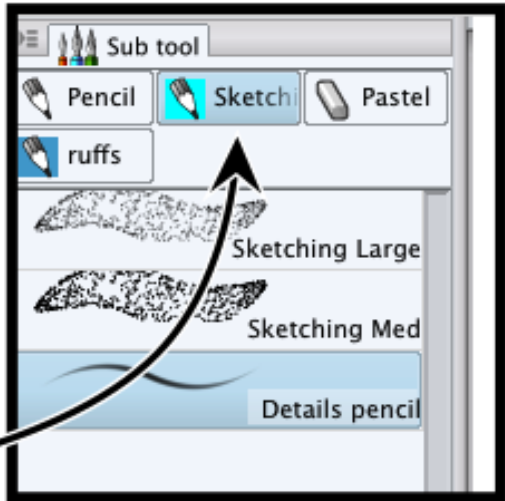 Sub tool
Pencil Sketchi Pastel
ruffs
Sketching Large
Sketching Med
Details pencil